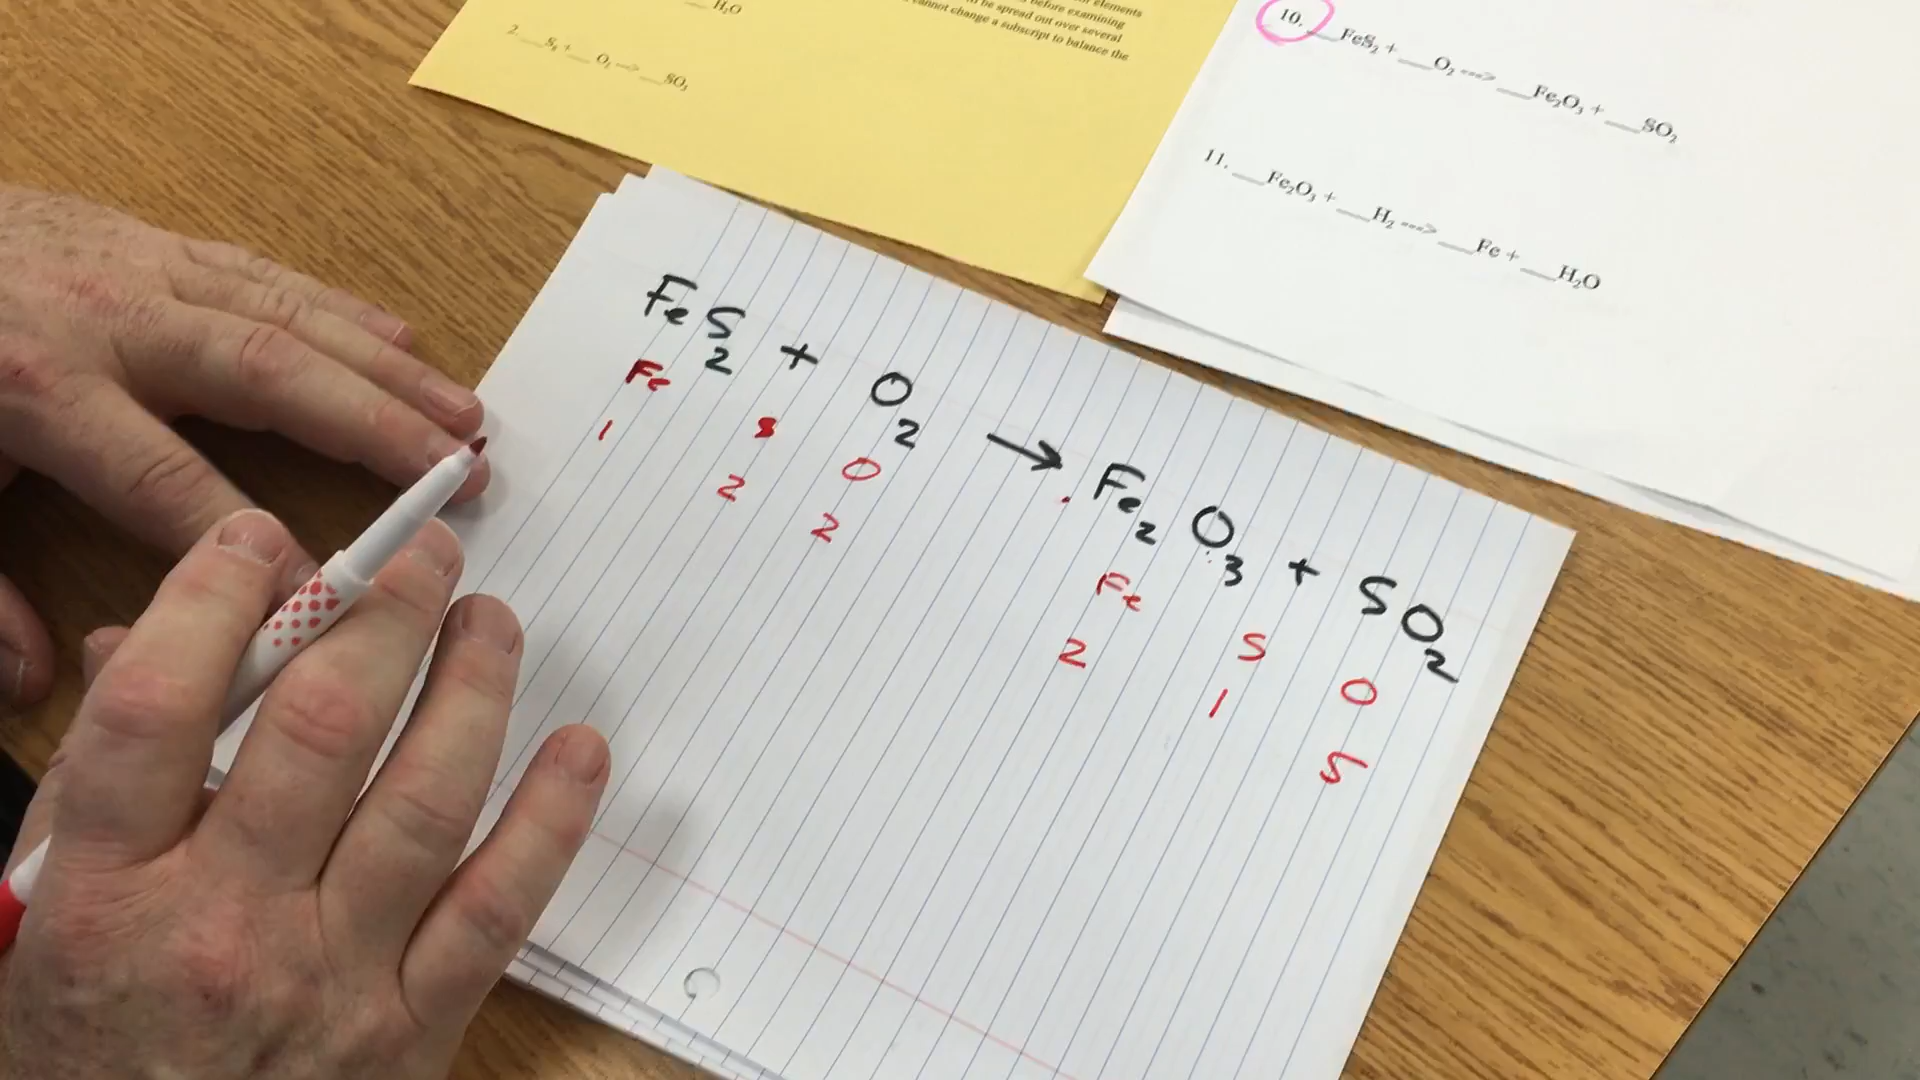 elements
before examining
be spread out over several
cannot change a subscript to balance the
___H₂O
2. ___S₈ + ___O₂ --> ___SO₃
10. ___FeS₂ + ___O₂ ---> ___Fe₂O₃ + ___SO₂
11. ___Fe₂O₃ + ___H₂ ---> ___Fe + ___H₂O
FeS₂ + O₂ → Fe₂O₃ + SO₂
Fe S O
1 2 2
Fe S O
2 1 5